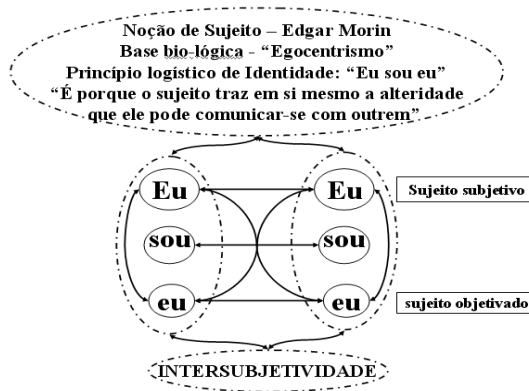 Noção de Sujeito – Edgar Morin
Base bio-lógica - “Egocentrismo”
Princípio logístico de Identidade: “Eu sou eu”
“É porque o sujeito traz em si mesmo a alteridade
que ele pode comunicar-se com outrem”
Eu Eu Sujeito subjetivo
sou sou
eu eu sujeito objetivado
INTERSUBJETIVIDADE